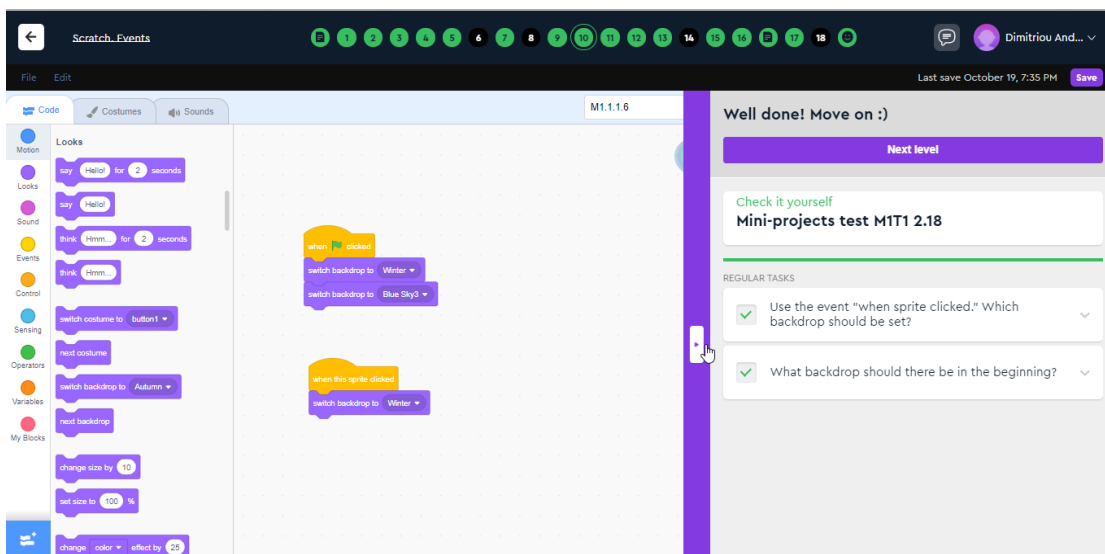 Scratch. Events
1 2 3 4 5 6 7 8 9 10 11 12 13 14 15 16 17 18
Dimitriou And...
File Edit
Last save October 19, 7:35 PM Save
Code Costumes Sounds
M1.1.1.6
Motion
Looks
Sound
Events
Control
Sensing
Operators
Variables
My Blocks
Looks
say Hello! for 2 seconds
say Hello!
think Hmm... for 2 seconds
think Hmm...
switch costume to button1
next costume
switch backdrop to Autumn
next backdrop
change size by 10
set size to 100 %
change color effect by 25
when clicked
switch backdrop to Winter
switch backdrop to Blue Sky3
when this sprite clicked
switch backdrop to Winter
Well done! Move on :)
Next level
Check it yourself
Mini-projects test M1T1 2.18
REGULAR TASKS
Use the event "when sprite clicked." Which
backdrop should be set?
What backdrop should there be in the beginning?